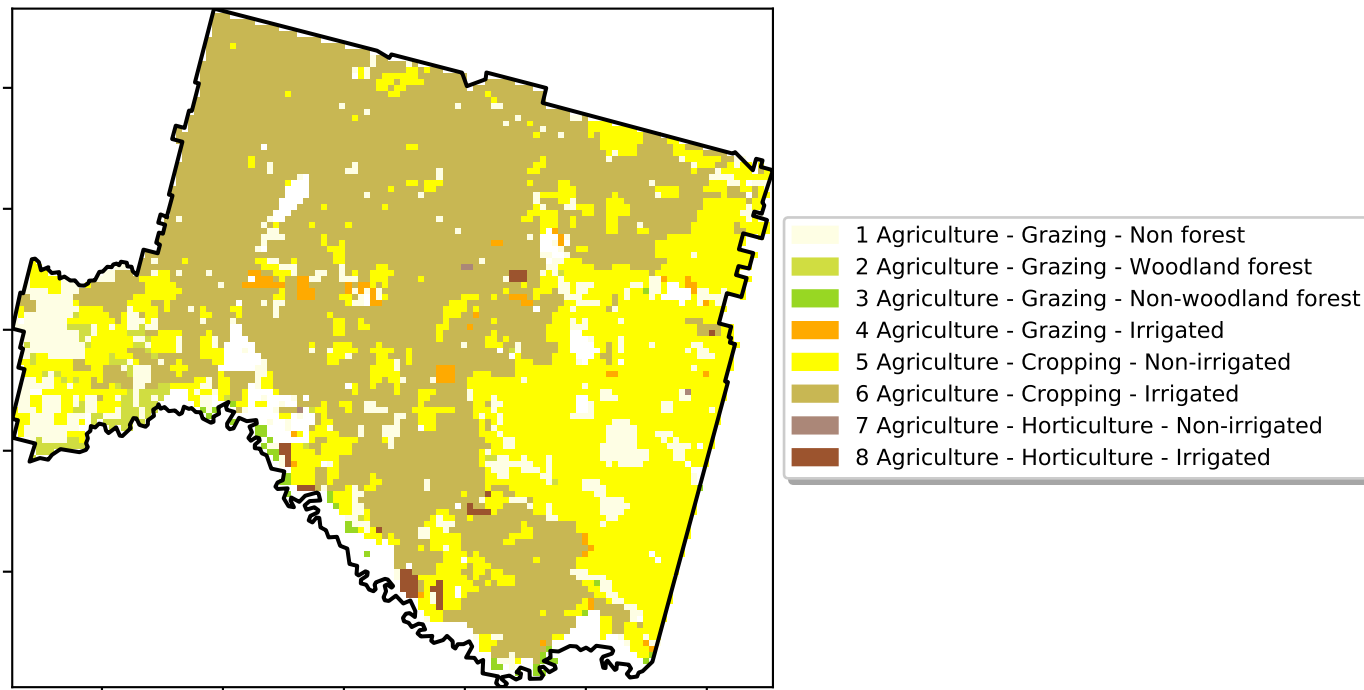 1 Agriculture - Grazing - Non forest
2 Agriculture - Grazing - Woodland forest
3 Agriculture - Grazing - Non-woodland forest
4 Agriculture - Grazing - Irrigated
5 Agriculture - Cropping - Non-irrigated
6 Agriculture - Cropping - Irrigated
7 Agriculture - Horticulture - Non-irrigated
8 Agriculture - Horticulture - Irrigated